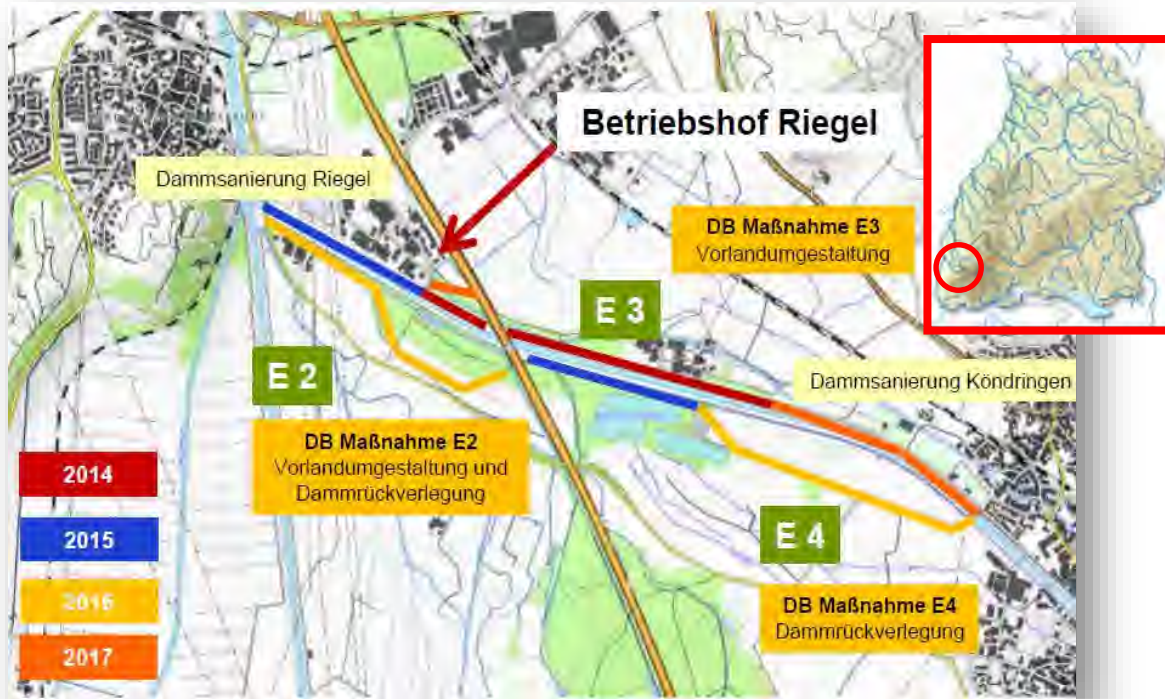 Betriebshof Riegel
Dammsanierung Riegel
DB Maßnahme E3
Vorlandumgestaltung
E 3
E 2
Dammsanierung Köndringen
DB Maßnahme E2
Vorlandumgestaltung und
Dammrückverlegung
2014
2015
2016
2017
E 4
DB Maßnahme E4
Dammrückverlegung